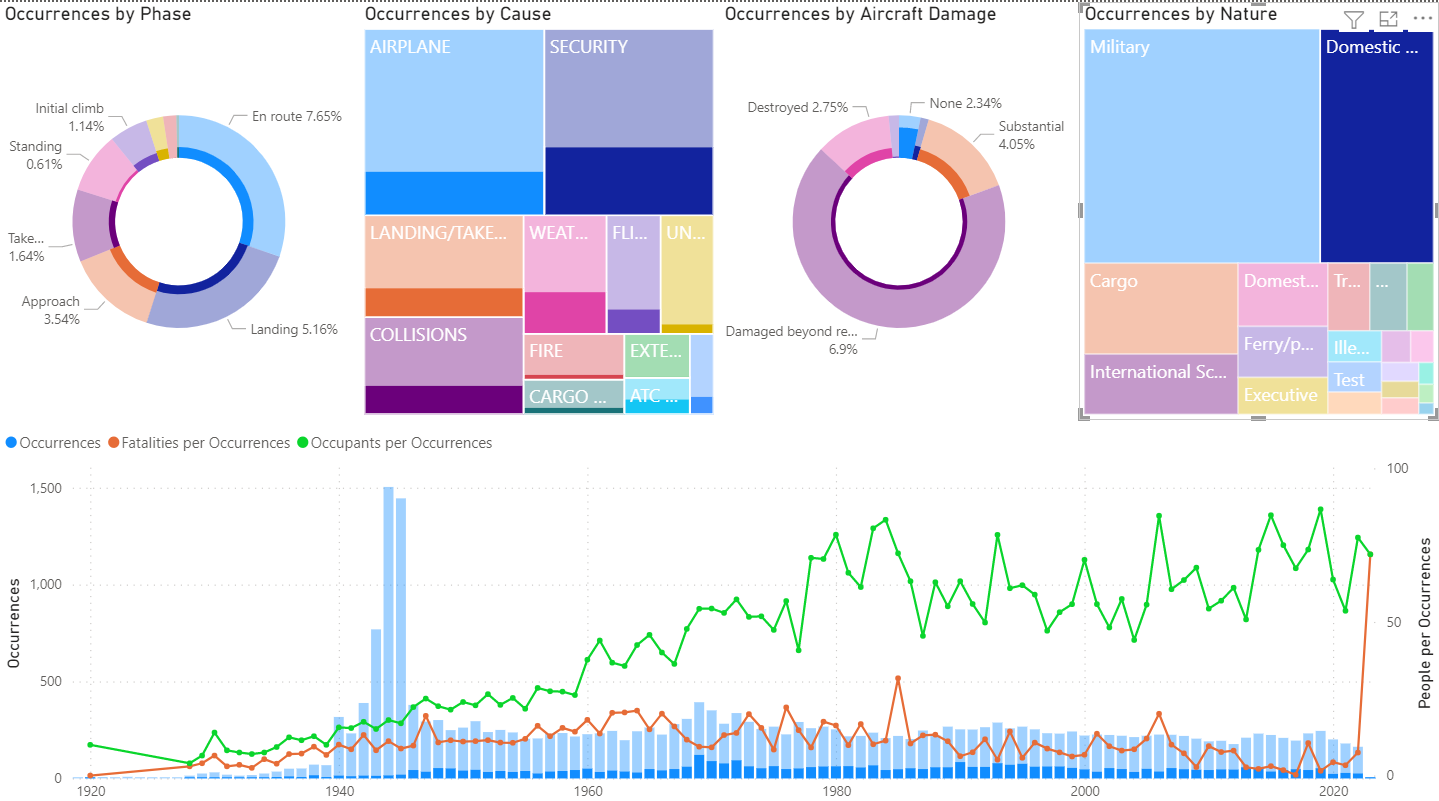 Occurrences by Phase
Initial climb
1.14%
Standing
0.61%
Take...
1.64%
Approach
3.54%
En route 7.65%
Landing 5.16%
Occurrences by Cause
AIRPLANE
SECURITY
LANDING/TAKE...
WEAT...
FLI...
UN...
COLLISIONS
FIRE
EXTE...
CARGO ...
ATC ...
Occurrences by Aircraft Damage
Destroyed 2.75%
None 2.34%
Substantial
4.05%
Damaged beyond re...
6.9%
Occurrences by Nature
Military
Domestic ...
Cargo
Domest...
Tr...
...
International Sc...
Ferry/p...
Ille...
Test
Executive
Occurrences Fatalities per Occurrences Occupants per Occurrences
Occurrences
1,500
1,000
500
0
1920
1940
1960
1980
2000
2020
100
50
0
People per Occurrences